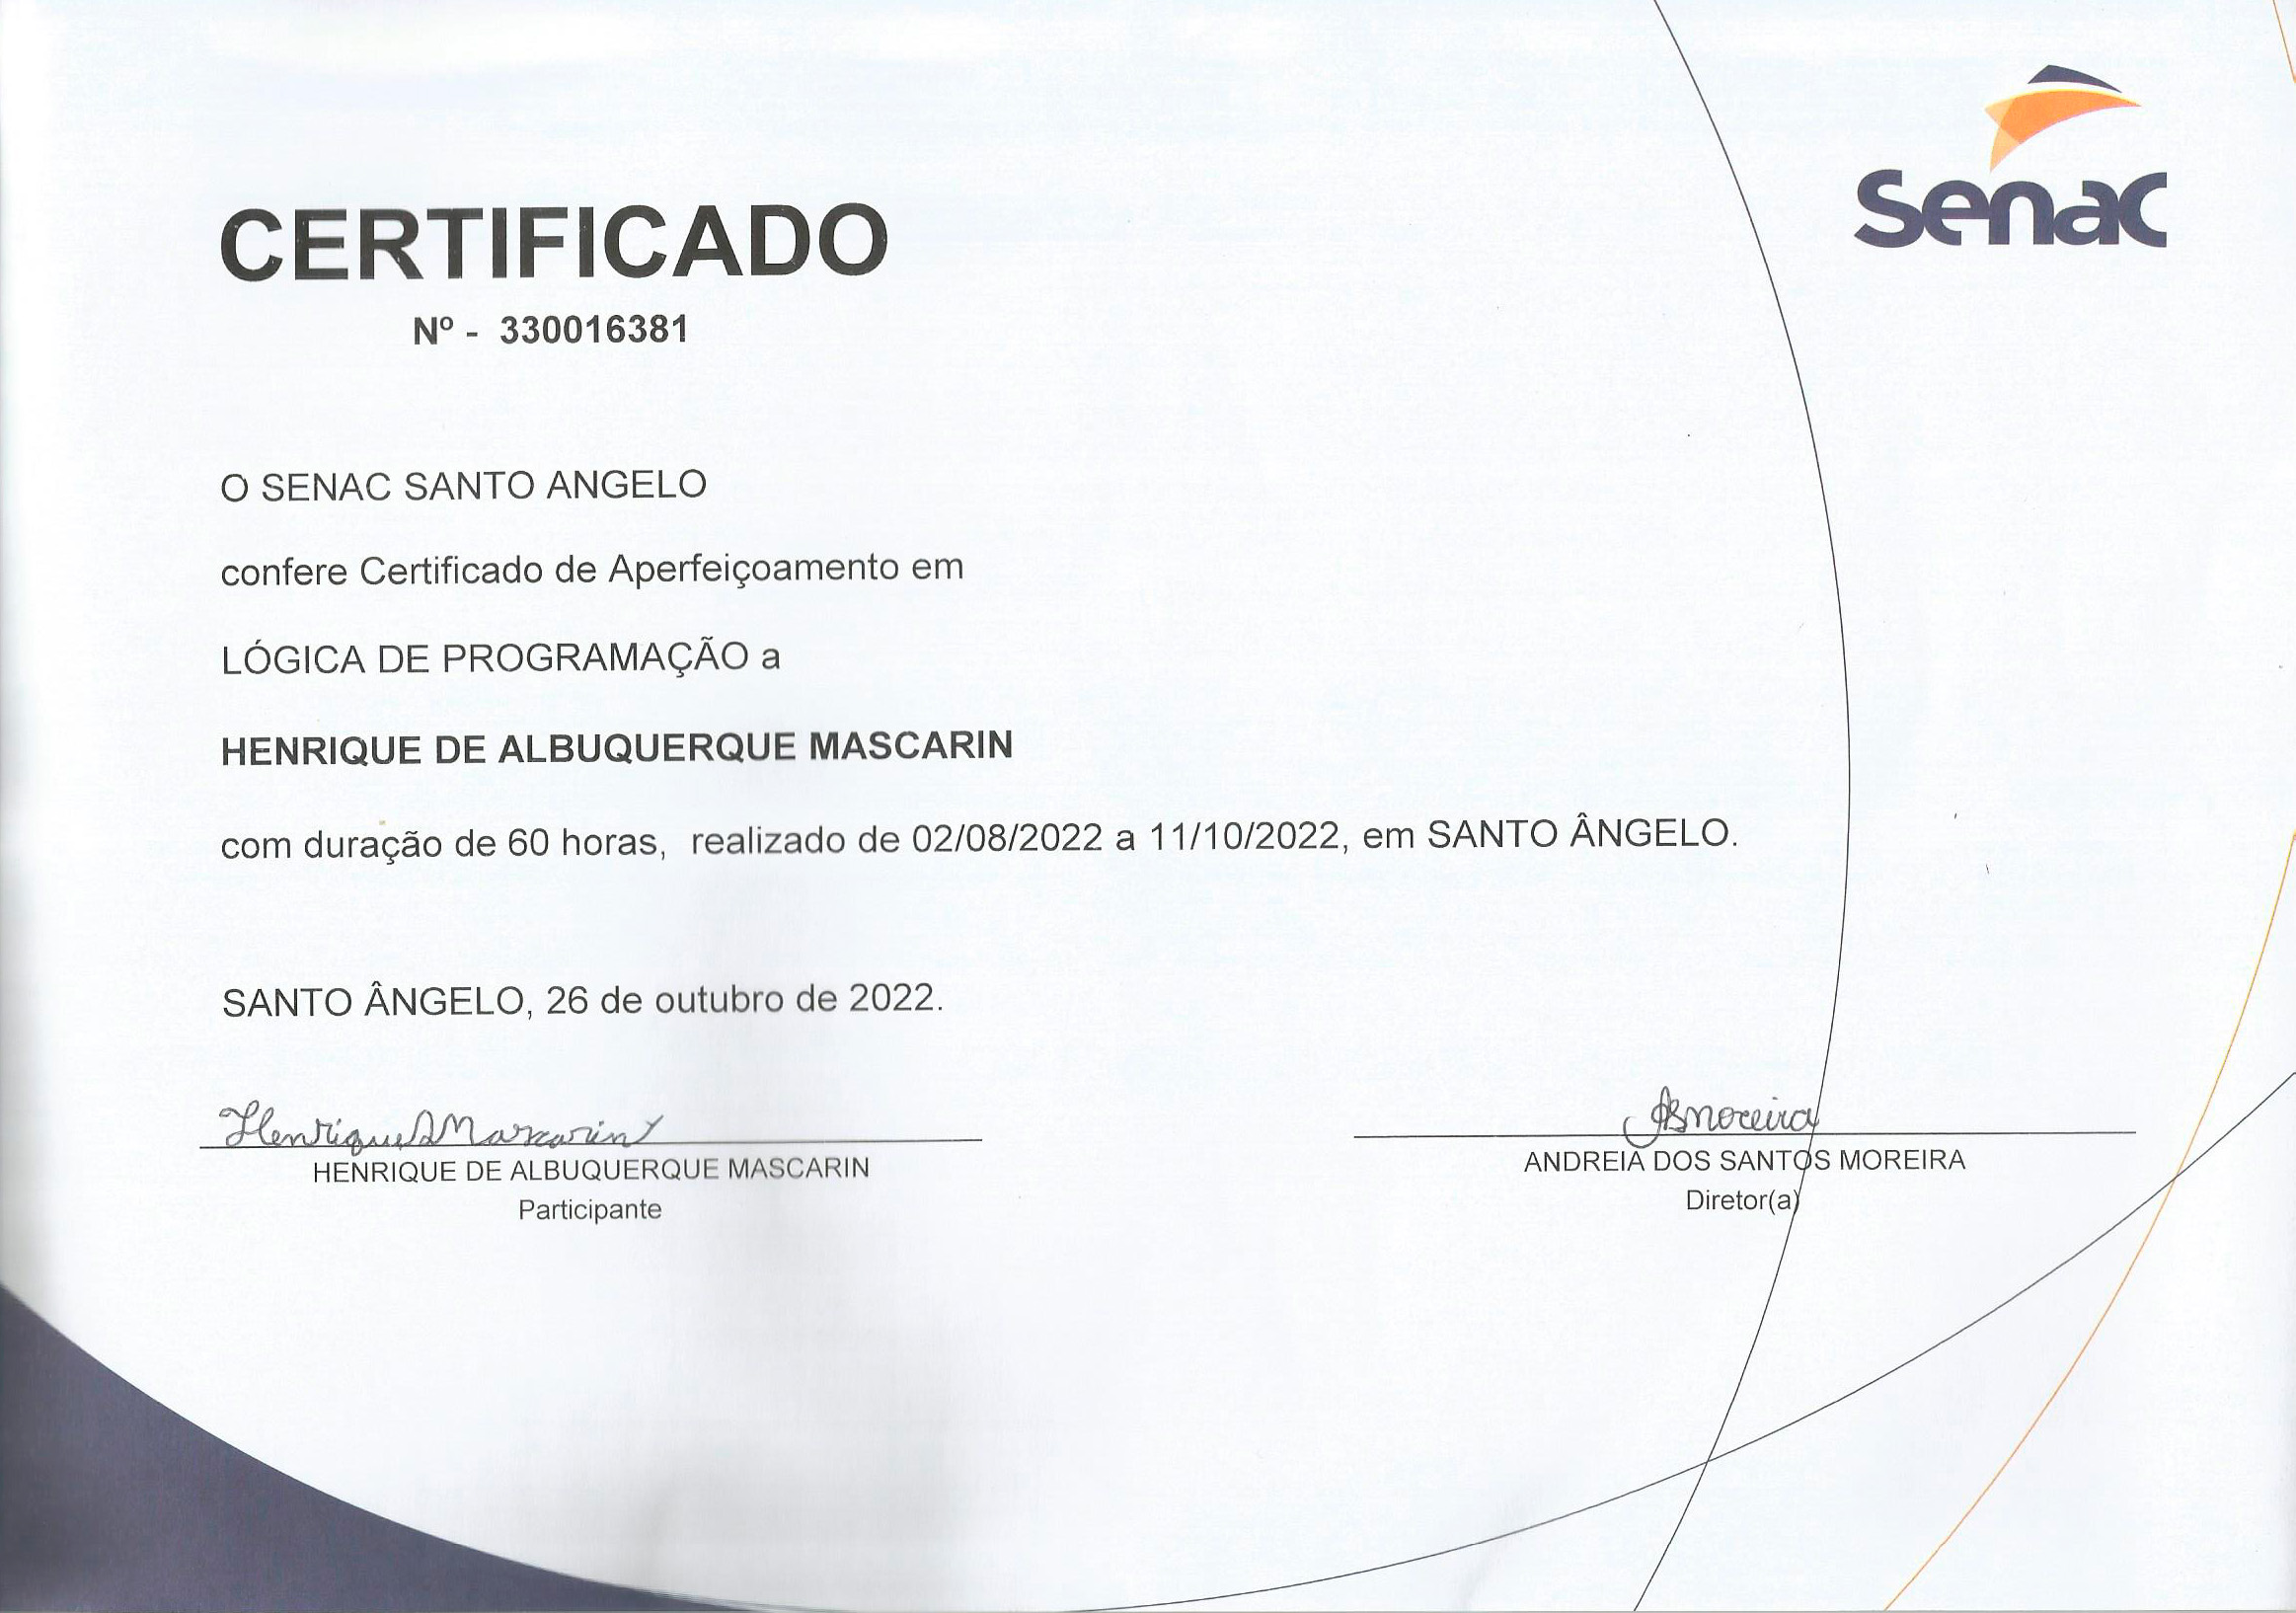 Senac
CERTIFICADO
Nº - 330016381
O SENAC SANTO ANGELO
confere Certificado de Aperfeiçoamento em
LÓGICA DE PROGRAMAÇÃO a
HENRIQUE DE ALBUQUERQUE MASCARIN
com duração de 60 horas, realizado de 02/08/2022 a 11/10/2022, em SANTO ÂNGELO.
SANTO ÂNGELO, 26 de outubro de 2022.
Henrique A Mascarin
HENRIQUE DE ALBUQUERQUE MASCARIN
Participante
ASMoreira
ANDREIA DOS SANTOS MOREIRA
Diretor(a)